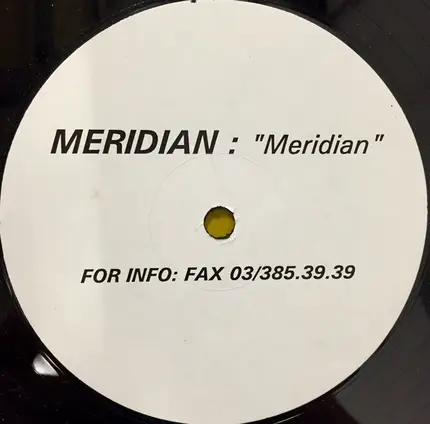 MERIDIAN : "Meridian"
FOR INFO: FAX 03/385.39.39